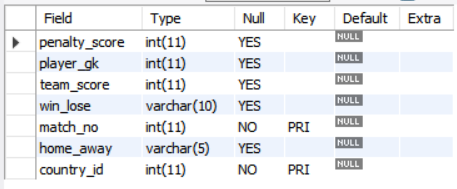 Field Type Null Key Default Extra
penalty_score int(11) YES NULL
player_gk int(11) YES NULL
team_score int(11) YES NULL
win_lose varchar(10) YES NULL
match_no int(11) NO PRI NULL
home_away varchar(5) YES NULL
country_id int(11) NO PRI NULL